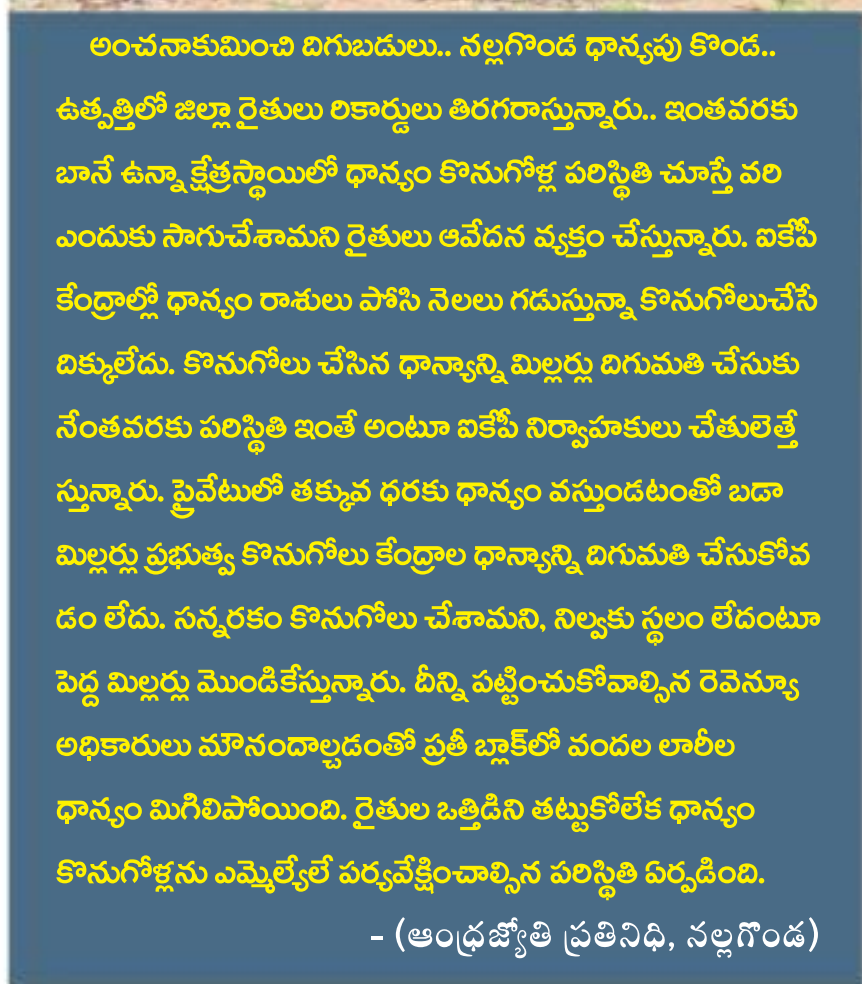 అంచనాకుమించి దిగుబడులు.. నల్లగొండ ధాన్యపు కొండ..
ఉత్పత్తిలో జిల్లా రైతులు రికార్డులు తిరగరాస్తున్నారు.. ఇంతవరకు
బానే ఉన్నా క్షేత్రస్థాయిలో ధాన్యం కొనుగోళ్ల పరిస్థితి చూస్తే వరి
ఎందుకు సాగుచేశామని రైతులు ఆవేదన వ్యక్తం చేస్తున్నారు. ఐకేపీ
కేంద్రాల్లో ధాన్యం రాశులు పోసి నెలలు గడుస్తున్నా కొనుగోలుచేసే
దిక్కులేదు. కొనుగోలు చేసిన ధాన్యాన్ని మిల్లర్లు దిగుమతి చేసుకు
నేంతవరకు పరిస్థితి ఇంతే అంటూ ఐకేపీ నిర్వాహకులు చేతులెత్తే
స్తున్నారు. ప్రైవేటులో తక్కువ ధరకు ధాన్యం వస్తుండటంతో బడా
మిల్లర్లు ప్రభుత్వ కొనుగోలు కేంద్రాల ధాన్యాన్ని దిగుమతి చేసుకోవ
డం లేదు. సన్నరకం కొనుగోలు చేశామని, నిల్వకు స్థలం లేదంటూ
పెద్ద మిల్లర్లు మొండికేస్తున్నారు. దీన్ని పట్టించుకోవాల్సిన రెవెన్యూ
అధికారులు మౌనందాల్చడంతో ప్రతీ బ్లాక్‌లో వందల లారీల
ధాన్యం మిగిలిపోయింది. రైతుల ఒత్తిడిని తట్టుకోలేక ధాన్యం
కొనుగోళ్లను ఎమ్మెల్యేలే పర్యవేక్షించాల్సిన పరిస్థితి ఏర్పడింది.
- (ఆంధ్రజ్యోతి ప్రతినిధి, నల్లగొండ)